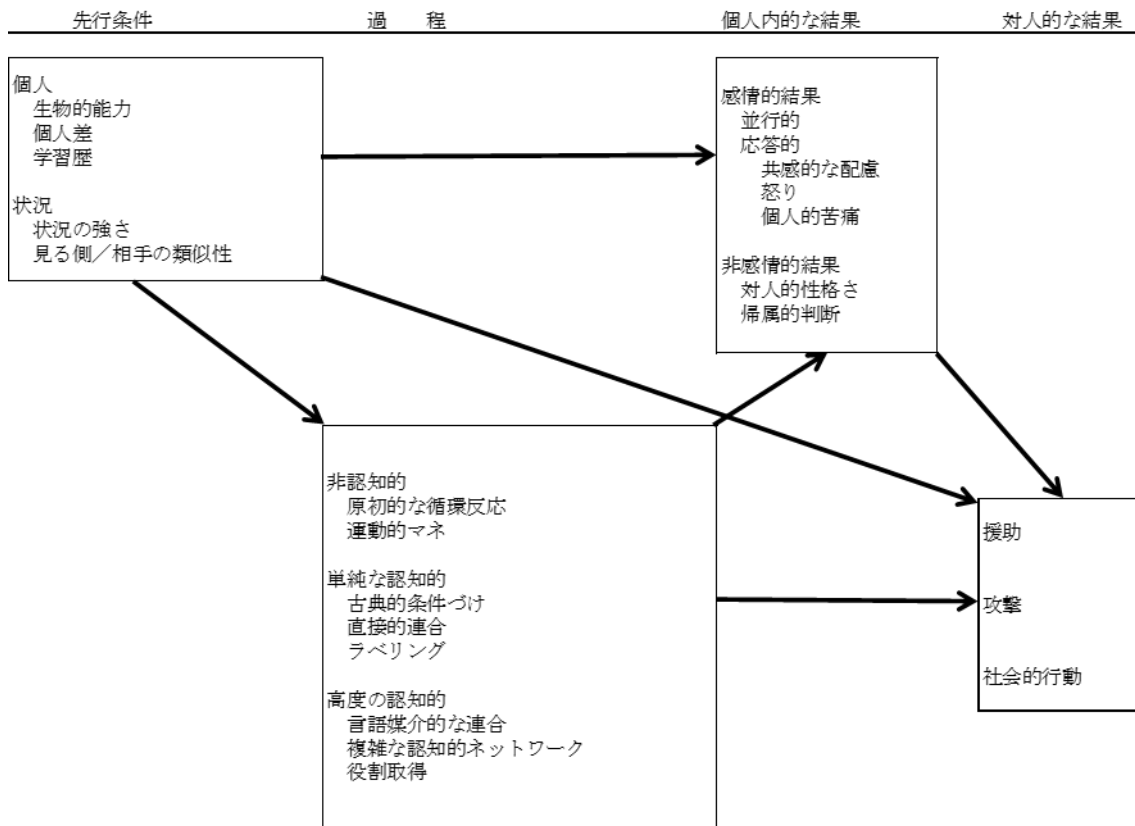 先行条件
過　　程
個人内的な結果
対人的な結果
個人
生物的能力
個人差
学習歴
状況
状況の強さ
見る側／相手の類似性
感情的結果
並行的
応答的
共感的な配慮
怒り
個人的苦痛
非感情的結果
対人的性格さ
帰属的判断
非認知的
原初的な循環反応
運動的マネ
単純な認知的
古典的条件づけ
直接的連合
ラベリング
高度の認知的
言語媒介的な連合
複雑な認知的ネットワーク
役割取得
援助
攻撃
社会的行動